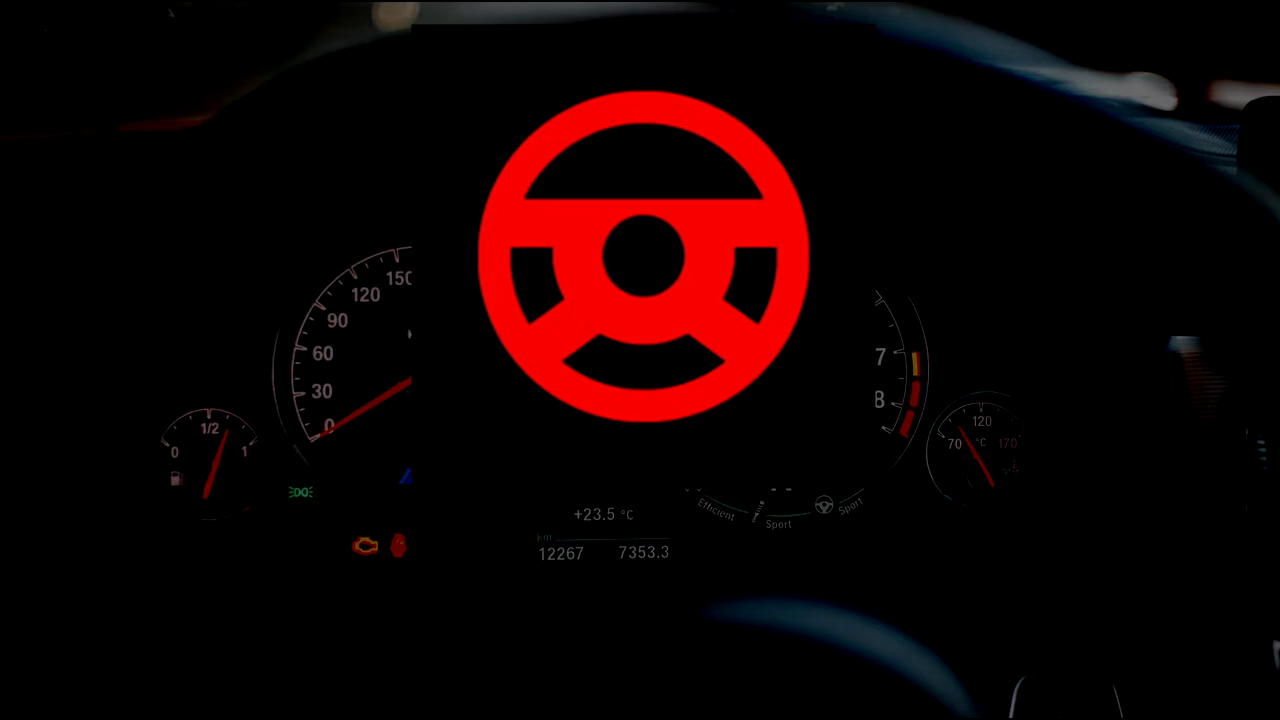 150
120
90
60
30
0
0 1/2 1
7
8
70 120 170
°C
Efficient
Sport
Sport
+23.5 °C
km
12267 7353.3